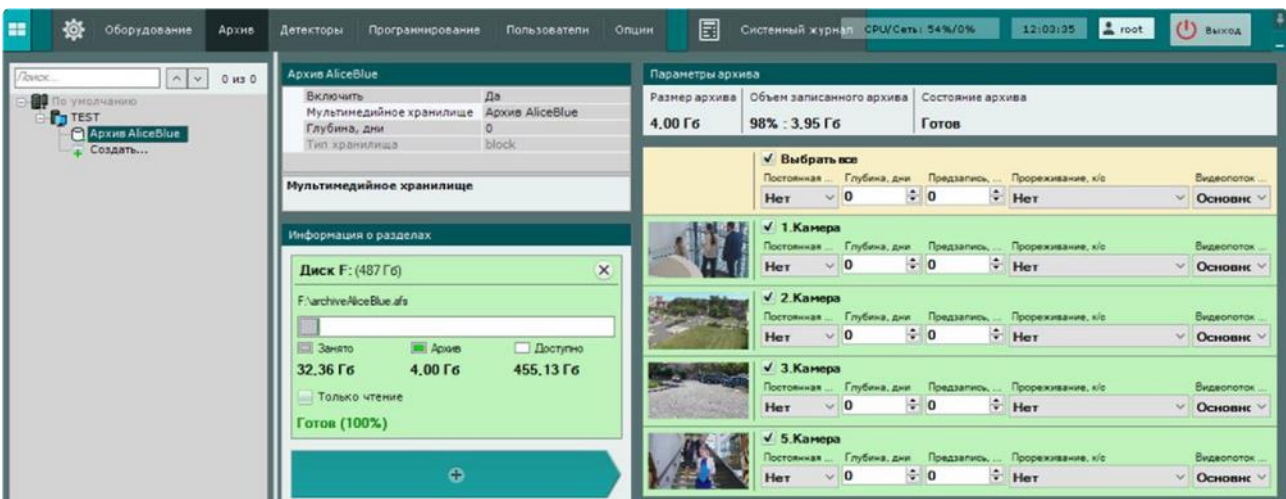 Оборудование Архив Детекторы Программирование Пользователи Опции Системный журнал CPU/Сеть: 54%/0% 12:03:35 root Выход
Поиск... 0 из 0
По умолчанию
TEST
Архив AliceBlue
Создать...
Архив AliceBlue
Включить Да
Мультимедийное хранилище Архив AliceBlue
Глубина, дни 0
Тип хранилища block
Мультимедийное хранилище
Информация о разделах
Диск F: (487 Гб)
F:\archiveAliceBlue.afs
Занято Архив Доступно
32,36 Гб 4,00 Гб 455,13 Гб
Только чтение
Готов (100%)
Параметры архива
Размер архива Объем записанного архива Состояние архива
4,00 Гб 98% : 3,95 Гб Готов
Выбрать все
Постоянная ... Глубина, дни Предзапись, ... Прореживание, к/с Видеопоток ...
Нет 0 0 Нет Основнс
1.Камера
Постоянная ... Глубина, дни Предзапись, ... Прореживание, к/с Видеопоток ...
Нет 0 0 Нет Основнс
2.Камера
Постоянная ... Глубина, дни Предзапись, ... Прореживание, к/с Видеопоток ...
Нет 0 0 Нет Основнс
3.Камера
Постоянная ... Глубина, дни Предзапись, ... Прореживание, к/с Видеопоток ...
Нет 0 0 Нет Основнс
5.Камера
Постоянная ... Глубина, дни Предзапись, ... Прореживание, к/с Видеопоток ...
Нет 0 0 Нет Основнс